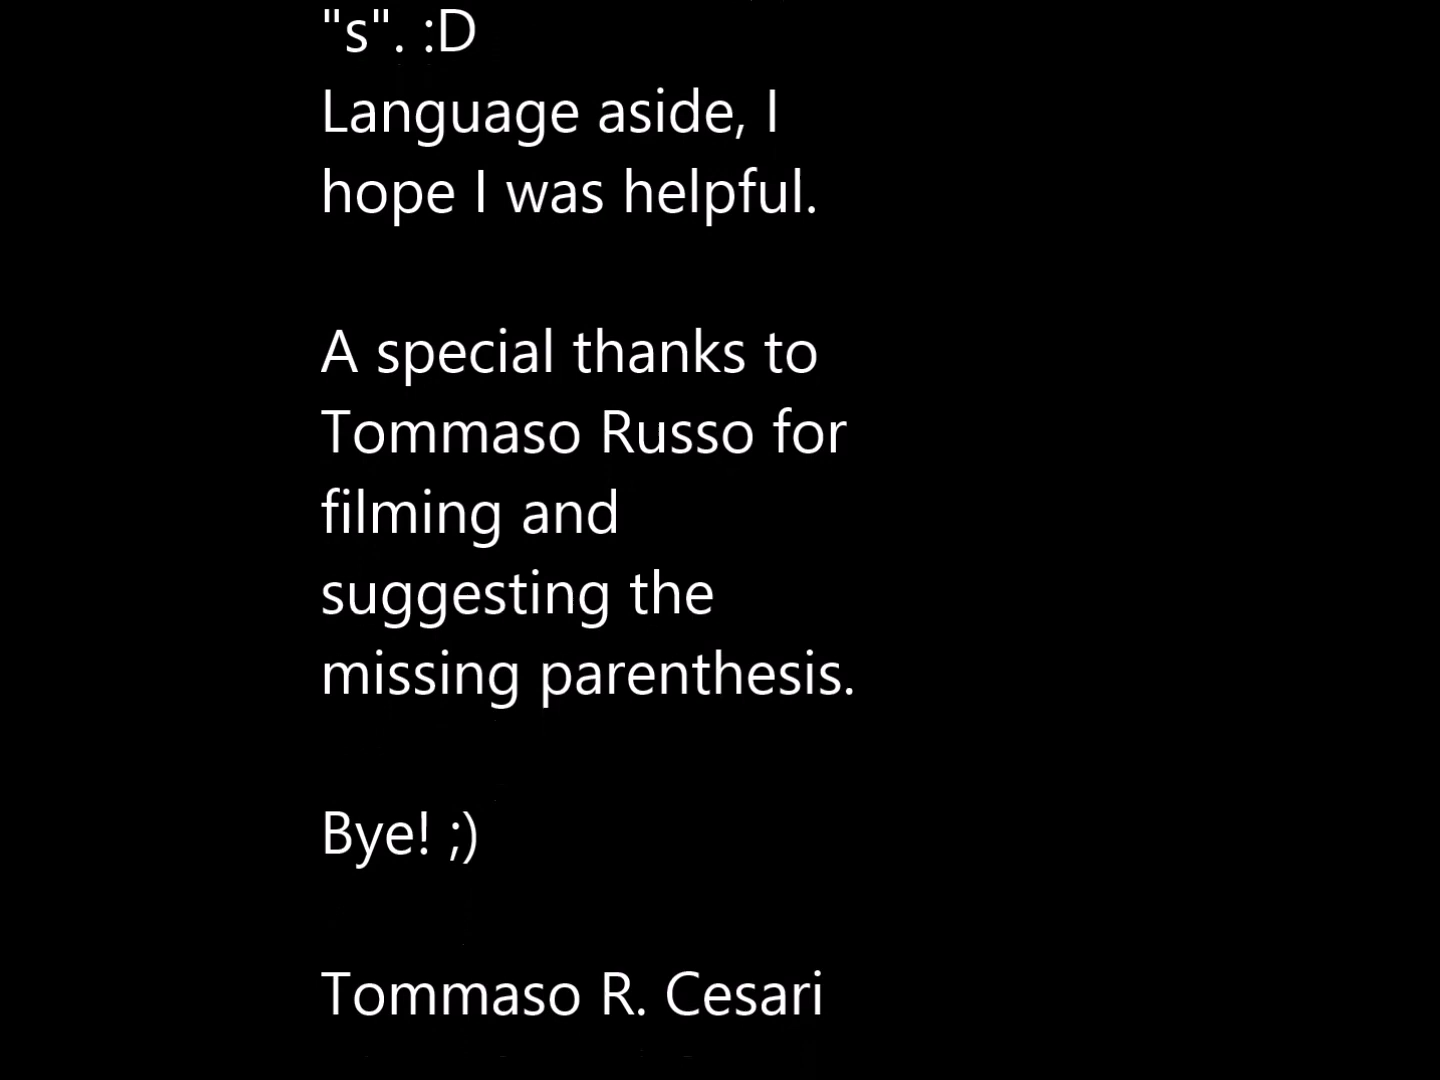 "s". :D
Language aside, I
hope I was helpful.
A special thanks to
Tommaso Russo for
filming and
suggesting the
missing parenthesis.
Bye! ;)
Tommaso R. Cesari